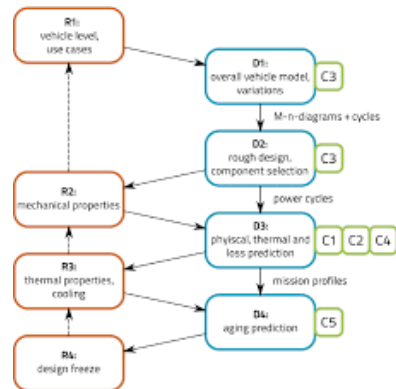 R1:
vehicle level,
use cases
D1:
overall vehicle model,
variations
C3
M-n-diagrams + cycles
D2:
rough design,
component selection
C3
power cycles
R2:
mechanical properties
D3:
phyiscal, thermal and
loss prediction
C1
C2
C4
R3:
thermal properties,
cooling
mission profiles
D4:
aging prediction
C5
R4:
design freeze